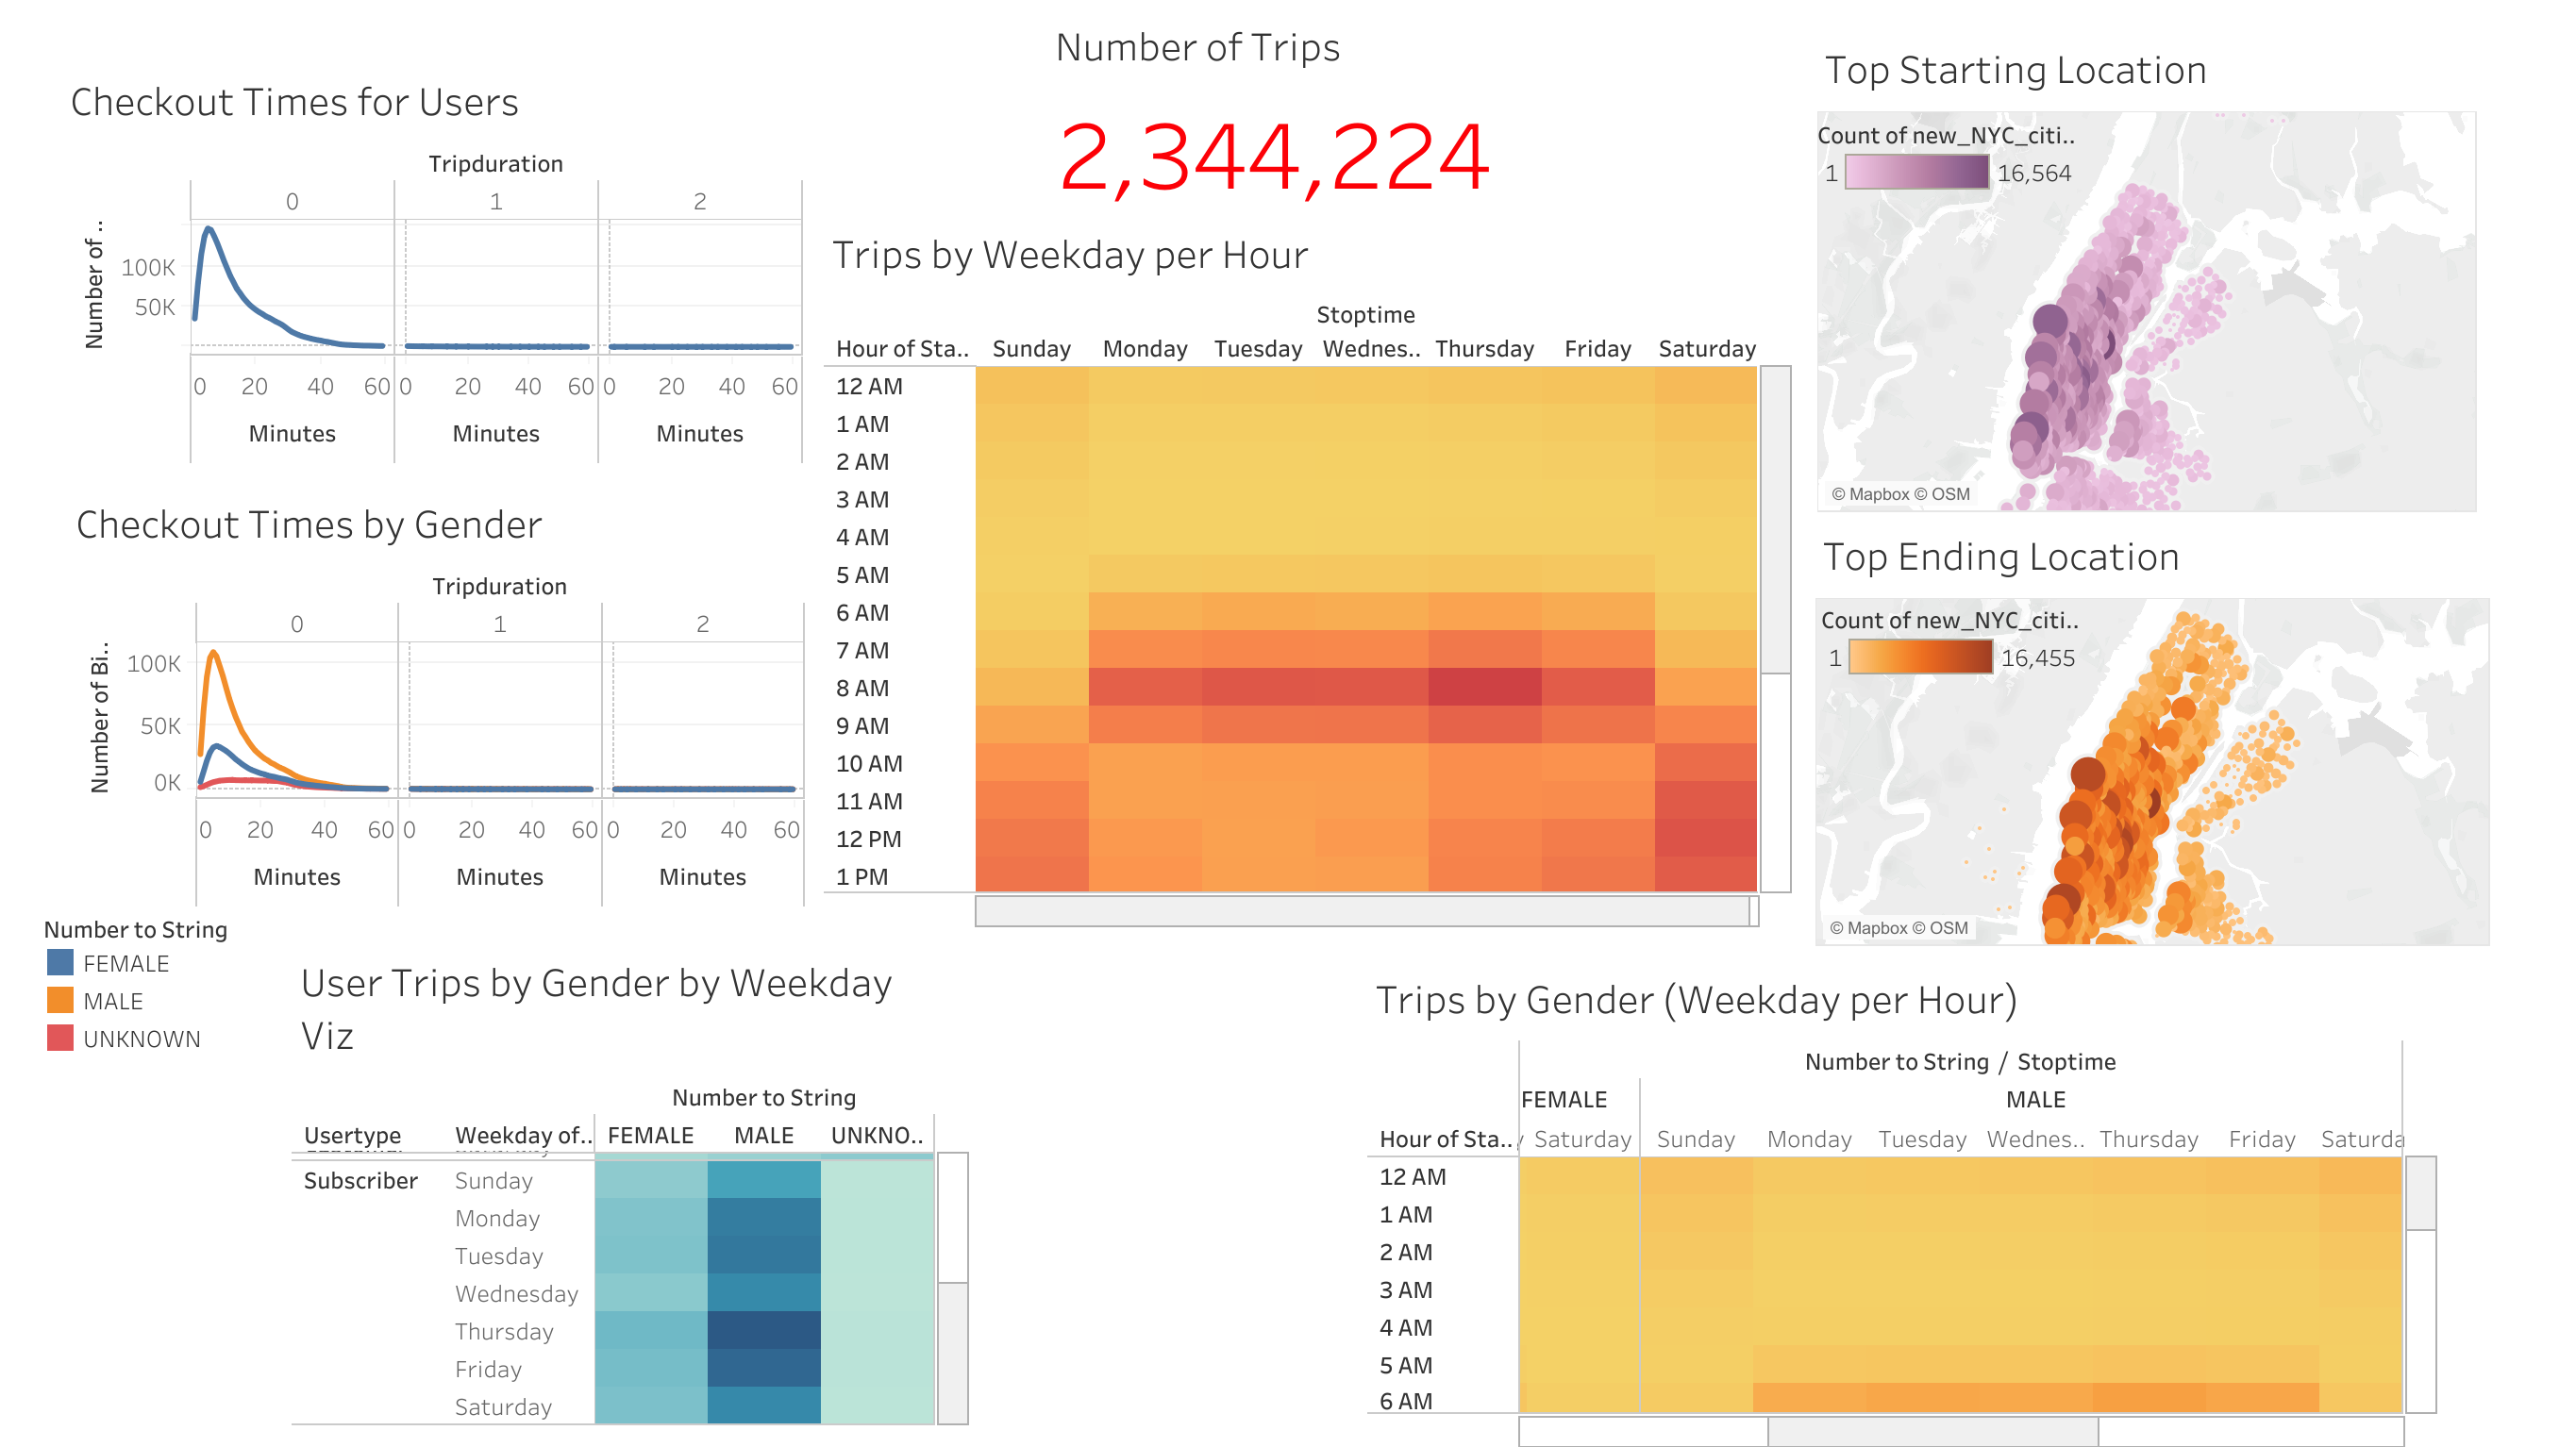 Number of Trips
2,344,224
Checkout Times for Users
Tripduration
0 1 2
Number of ..
100K
50K
0 20 40 60 0 20 40 60 0 20 40 60
Minutes Minutes Minutes
Checkout Times by Gender
Tripduration
0 1 2
Number of Bi..
100K
50K
0K
0 20 40 60 0 20 40 60 0 20 40 60
Minutes Minutes Minutes
Number to String
FEMALE
MALE
UNKNOWN
Trips by Weekday per Hour
Stoptime
Hour of Sta.. Sunday Monday Tuesday Wednes.. Thursday Friday Saturday
12 AM
1 AM
2 AM
3 AM
4 AM
5 AM
6 AM
7 AM
8 AM
9 AM
10 AM
11 AM
12 PM
1 PM
Top Starting Location
Count of new_NYC_citi..
1 16,564
© Mapbox © OSM
Top Ending Location
Count of new_NYC_citi..
1 16,455
© Mapbox © OSM
User Trips by Gender by Weekday
Viz
Number to String
Usertype Weekday of.. FEMALE MALE UNKNO..
Subscriber Sunday
Monday
Tuesday
Wednesday
Thursday
Friday
Saturday
Trips by Gender (Weekday per Hour)
Number to String / Stoptime
FEMALE MALE
Hour of Sta.. Saturday Sunday Monday Tuesday Wednes.. Thursday Friday Saturda
12 AM
1 AM
2 AM
3 AM
4 AM
5 AM
6 AM